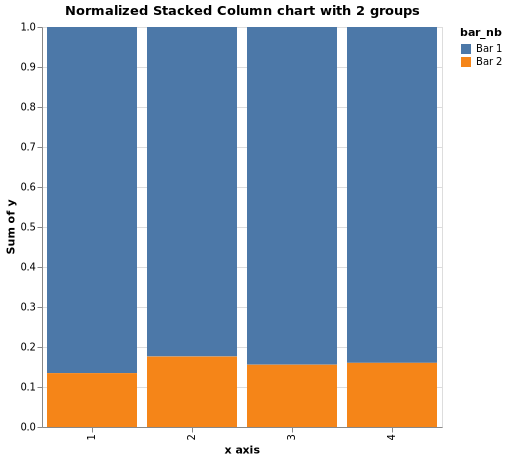 Normalized Stacked Column chart with 2 groups
bar_nb
Bar 1
Bar 2
Sum of y
1.0
0.9
0.8
0.7
0.6
0.5
0.4
0.3
0.2
0.1
0.0
1
2
3
4
x axis